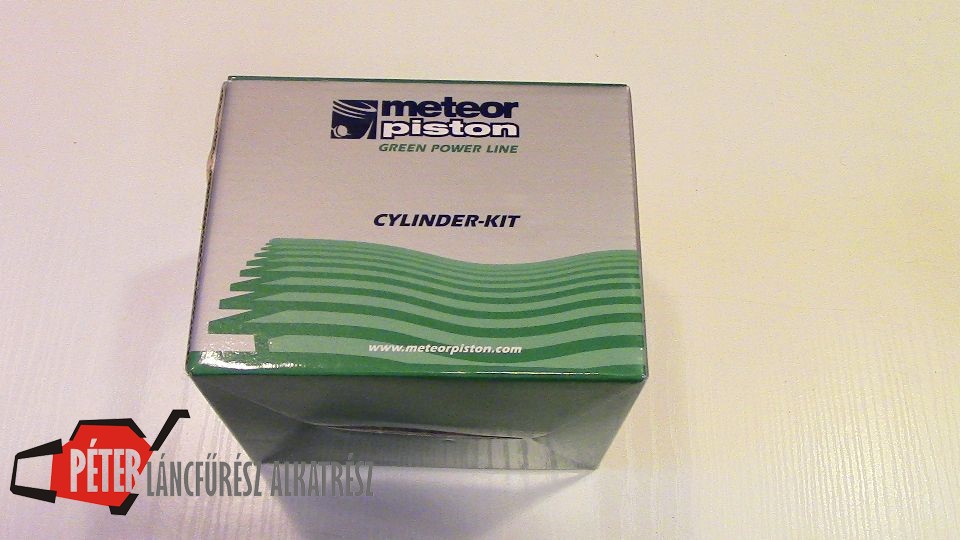 meteor
piston
GREEN POWER LINE
CYLINDER-KIT
www.meteorpiston.com
PÉTER LÁNCFŰRÉSZ ALKATRÉSZ